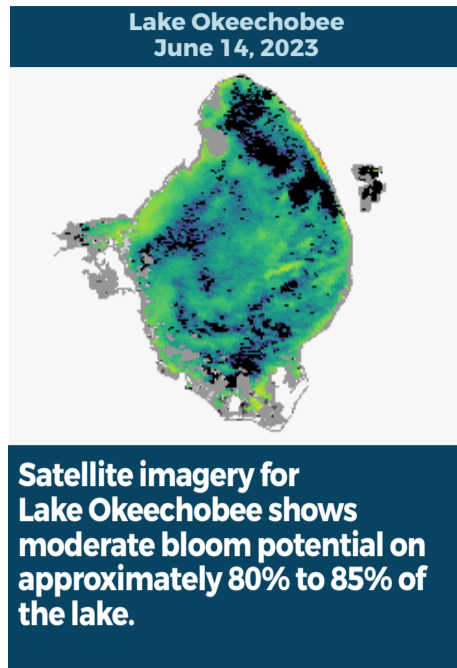 Lake Okeechobee
June 14, 2023
Satellite imagery for
Lake Okeechobee shows
moderate bloom potential on
approximately 80% to 85% of
the lake.